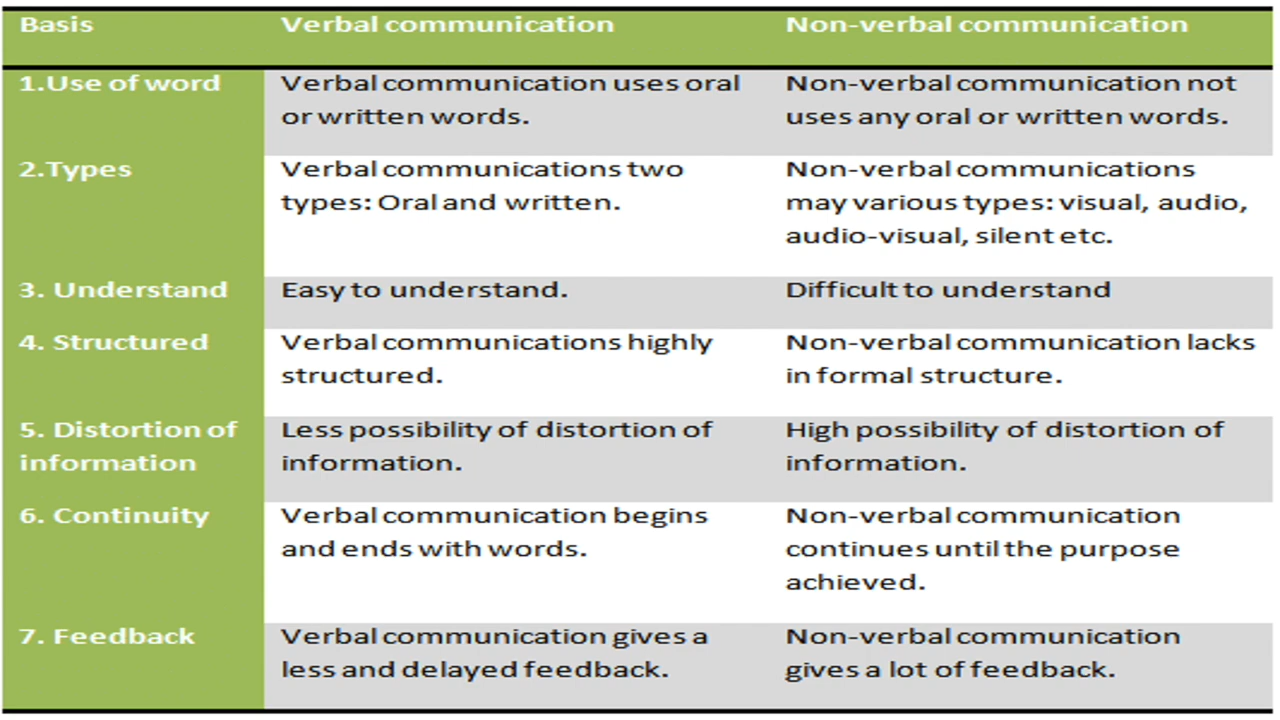 Basis Verbal communication Non-verbal communication
1.Use of word Verbal communication uses oral Non-verbal communication not
or written words. uses any oral or written words.
2.Types Verbal communications two Non-verbal communications
types: Oral and written. may various types: visual, audio,
audio-visual, silent etc.
3. Understand Easy to understand. Difficult to understand
4. Structured Verbal communications highly Non-verbal communication lacks
structured. in formal structure.
5. Distortion of Less possibility of distortion of High possibility of distortion of
information information. information.
6. Continuity Verbal communication begins Non-verbal communication
and ends with words. continues until the purpose
achieved.
7. Feedback Verbal communication gives a Non-verbal communication
less and delayed feedback. gives a lot of feedback.